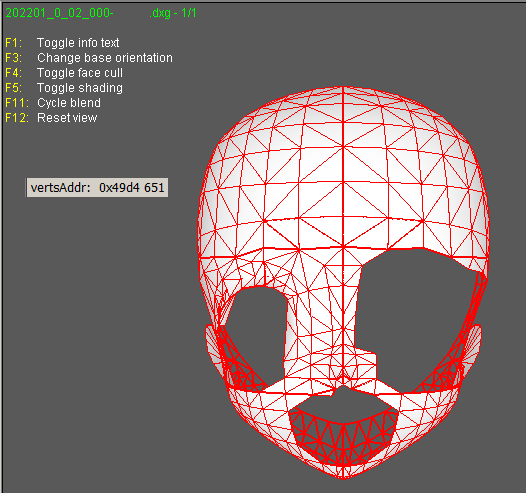 202201_0_02_000-          .dxg - 1/1
F1:  Toggle info text
F3:  Change base orientation
F4:  Toggle face cull
F5:  Toggle shading
F11:  Cycle blend
F12:  Reset view
vertsAddr:  0x49d4 651